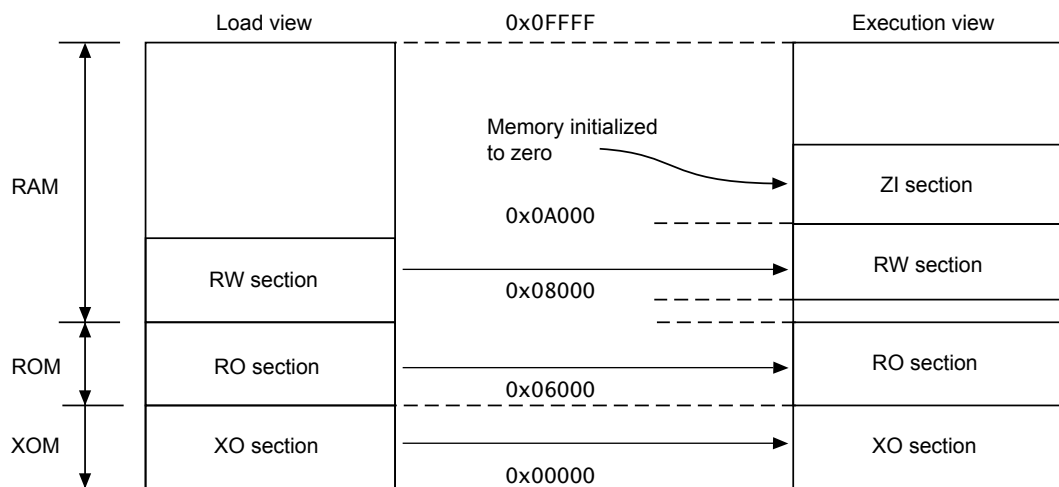 Load view
0x0FFFF
Execution view
Memory initialized
to zero
RAM
ZI section
0x0A000
RW section
RW section
0x08000
ROM
RO section
RO section
0x06000
XOM
XO section
XO section
0x00000